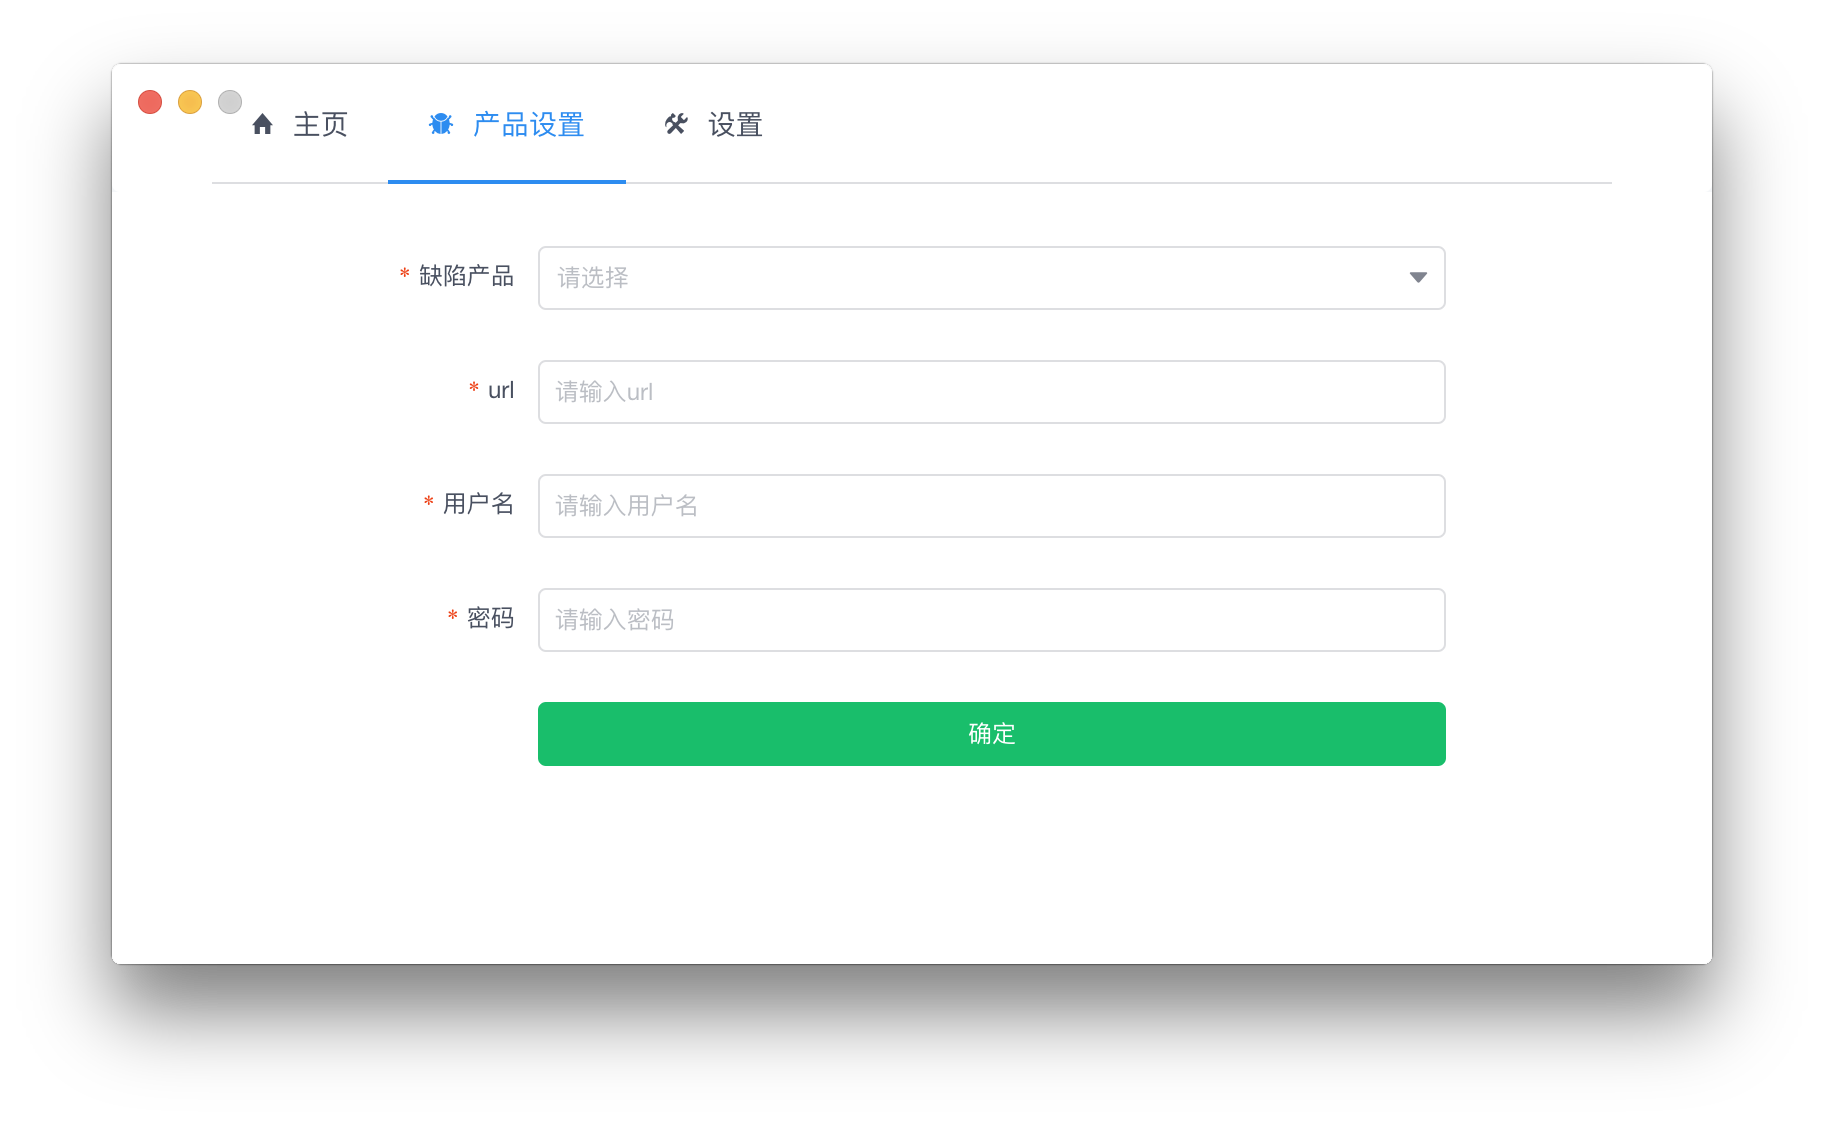 主页 产品设置 设置
* 缺陷产品 请选择
* url 请输入url
* 用户名 请输入用户名
* 密码 请输入密码
确定